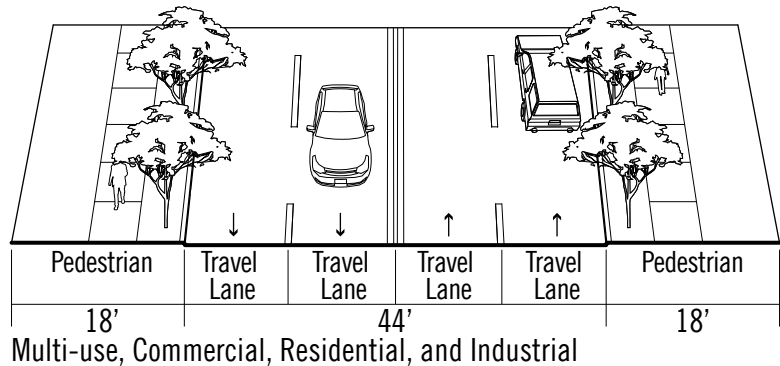 Pedestrian Travel Lane Travel Lane Travel Lane Travel Lane Pedestrian
18’ 44’ 18’
Multi-use, Commercial, Residential, and Industrial